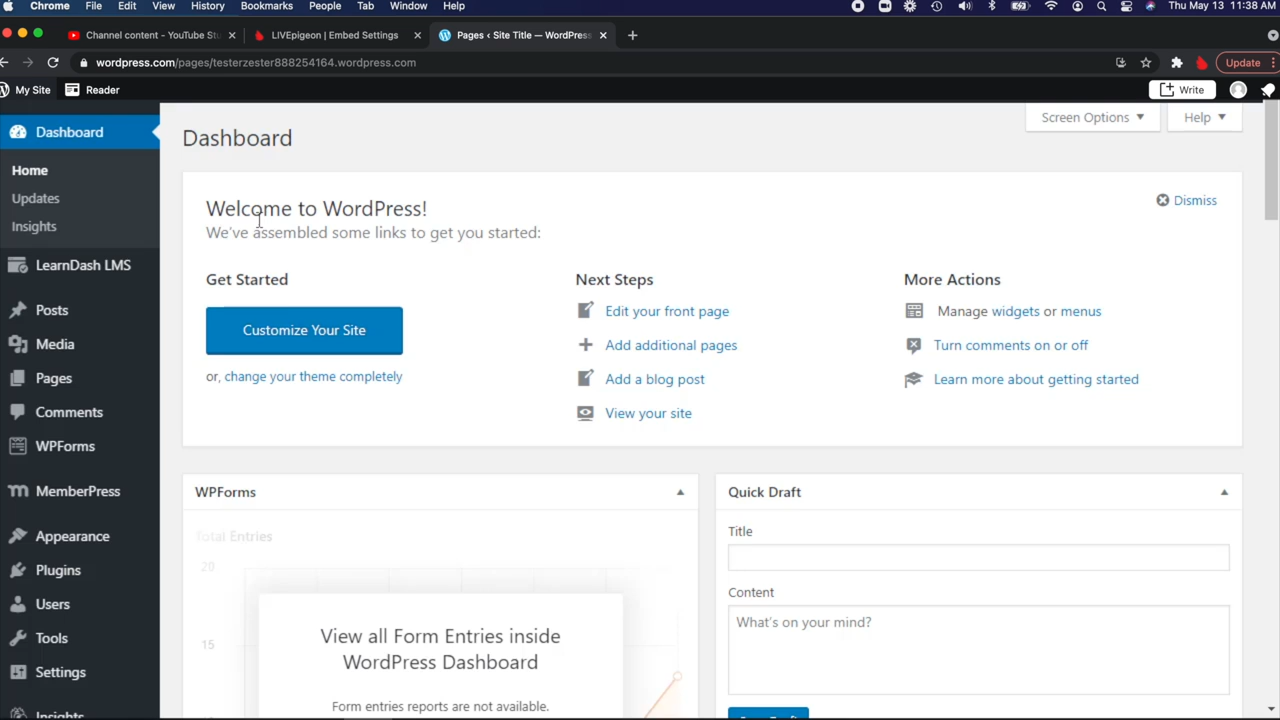 Chrome File Edit View History Bookmarks People Tab Window Help Thu May 13 11:38 AM
Channel content - YouTube Stu LIVEpigeon | Embed Settings Pages ‹ Site Title — WordPress
wordpress.com/pages/testerzester888254164.wordpress.com Update
My Site Reader Write
Dashboard
Home
Updates
Insights
LearnDash LMS
Posts
Media
Pages
Comments
WPForms
MemberPress
Appearance
Plugins
Users
Tools
Settings
Insights
Screen Options Help
Dashboard
Welcome to WordPress!
Dismiss
We've assembled some links to get you started:
Get Started
Customize Your Site
or, change your theme completely
Next Steps
Edit your front page
Add additional pages
Add a blog post
View your site
More Actions
Manage widgets or menus
Turn comments on or off
Learn more about getting started
WPForms
Total Entries
20
15
View all Form Entries inside
WordPress Dashboard
Form entries reports are not available.
Quick Draft
Title
Content
What's on your mind?